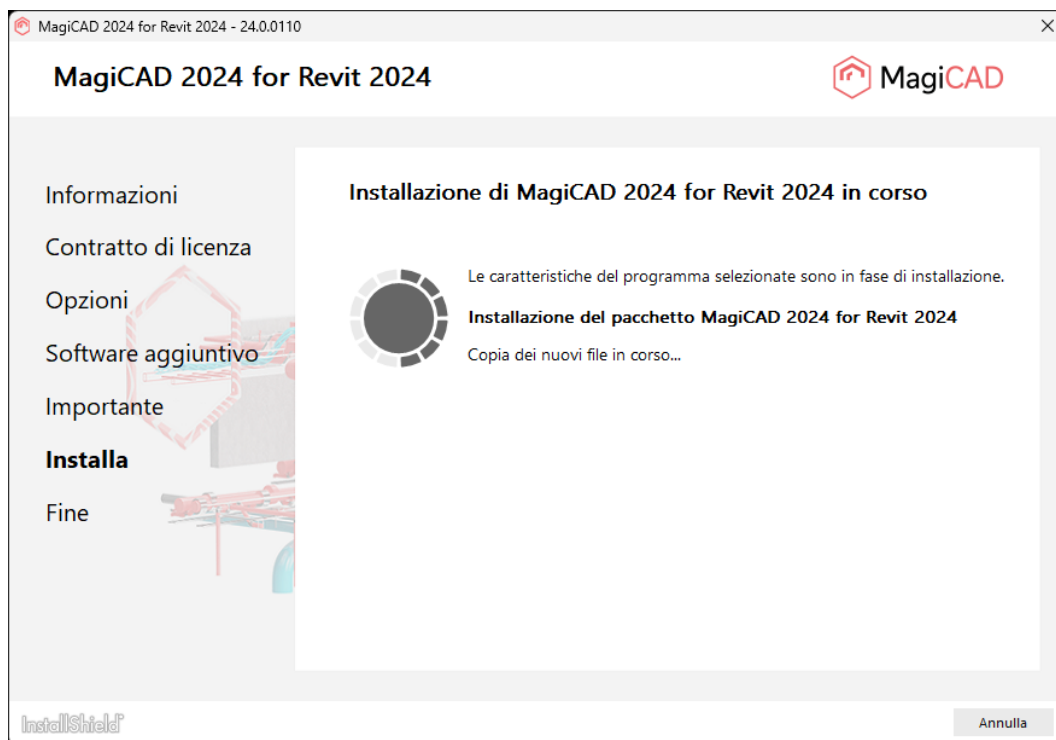 MagiCAD 2024 for Revit 2024 - 24.0.0110
MagiCAD 2024 for Revit 2024
MagiCAD
Informazioni
Contratto di licenza
Opzioni
Software aggiuntivo
Importante
Installa
Fine
Installazione di MagiCAD 2024 for Revit 2024 in corso
Le caratteristiche del programma selezionate sono in fase di installazione.
Installazione del pacchetto MagiCAD 2024 for Revit 2024
Copia dei nuovi file in corso...
InstallShield
Annulla